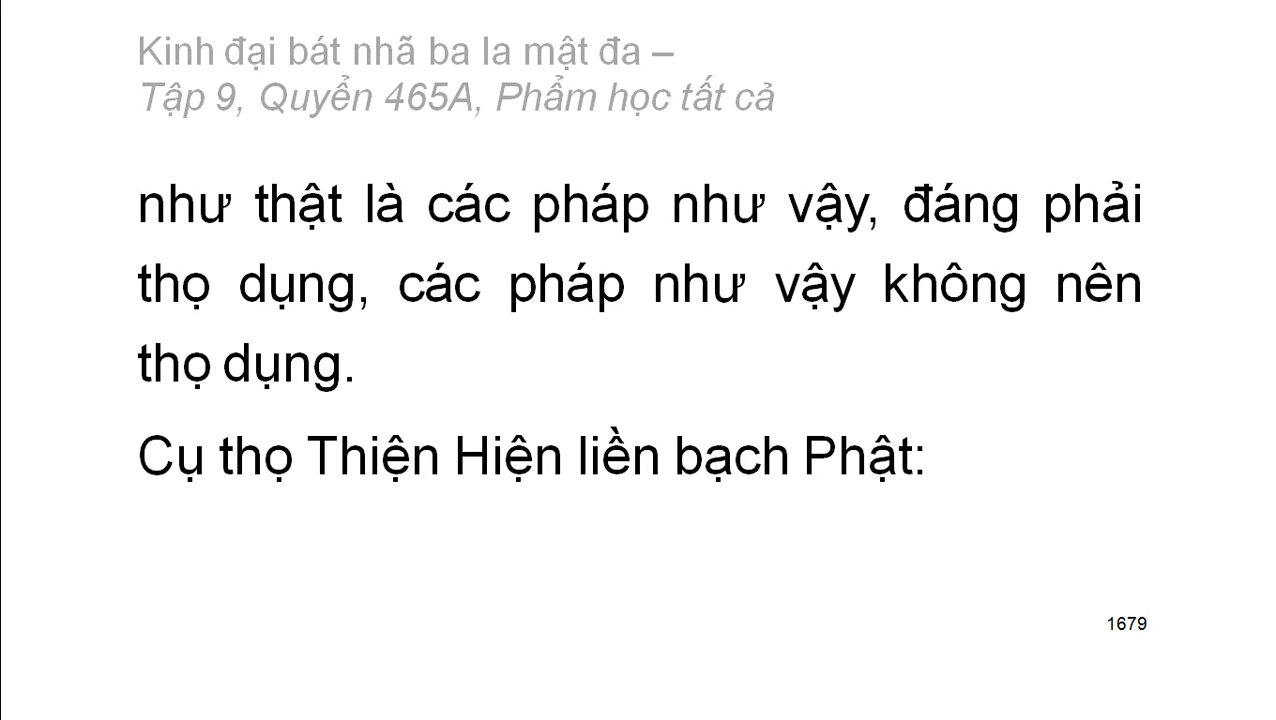 Kinh đại bát nhã ba la mật đa –
Tập 9, Quyển 465A, Phẩm học tất cả
như thật là các pháp như vậy, đáng phải
thọ dụng, các pháp như vậy không nên
thọ dụng.
Cụ thọ Thiện Hiện liền bạch Phật:
1679